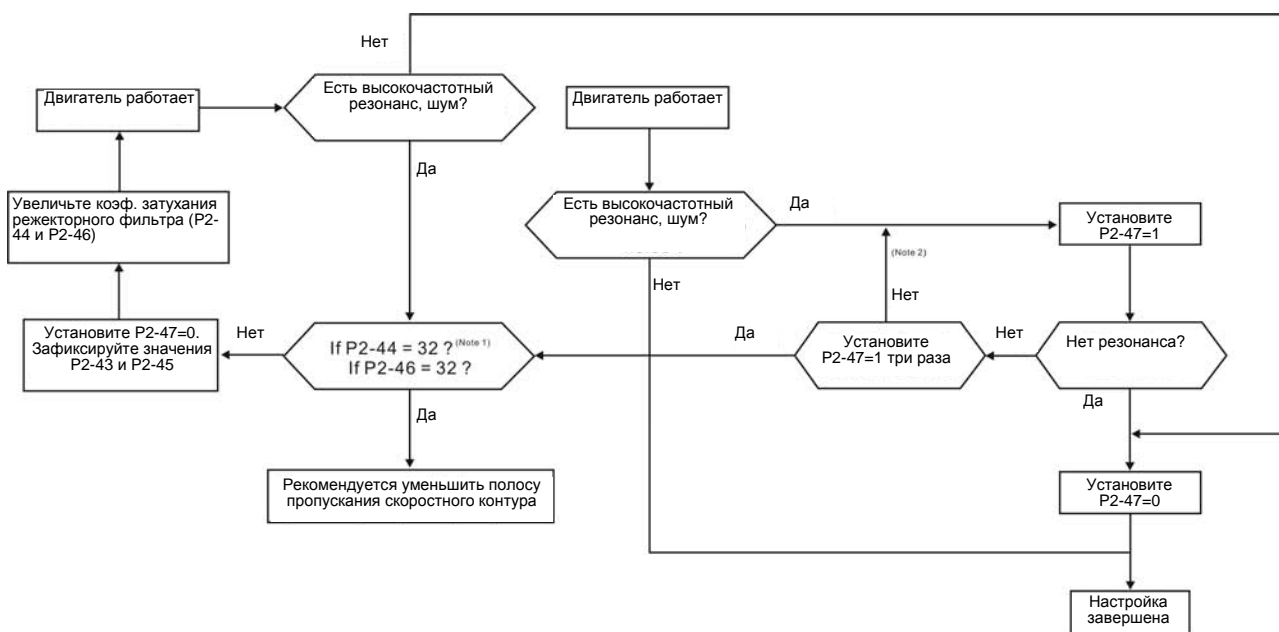 Нет
Двигатель работает
Есть высокочастотный
резонанс, шум?
Двигатель работает
Да
Увеличьте коэф. затухания
режекторного фильтра (P2-
44 и P2-46)
Есть высокочастотный
резонанс, шум?
Да
Установите
P2-47=1
(Note 2)
Нет
Нет
Установите P2-47=0.
Зафиксируйте значения
P2-43 и P2-45
Нет
If P2-44 = 32 ? (Note 1)
If P2-46 = 32 ?
Да
Установите
P2-47=1 три раза
Нет
Нет резонанса?
Да
Да
Рекомендуется уменьшить полосу
пропускания скоростного контура
Установите
P2-47=0
Настройка
завершена